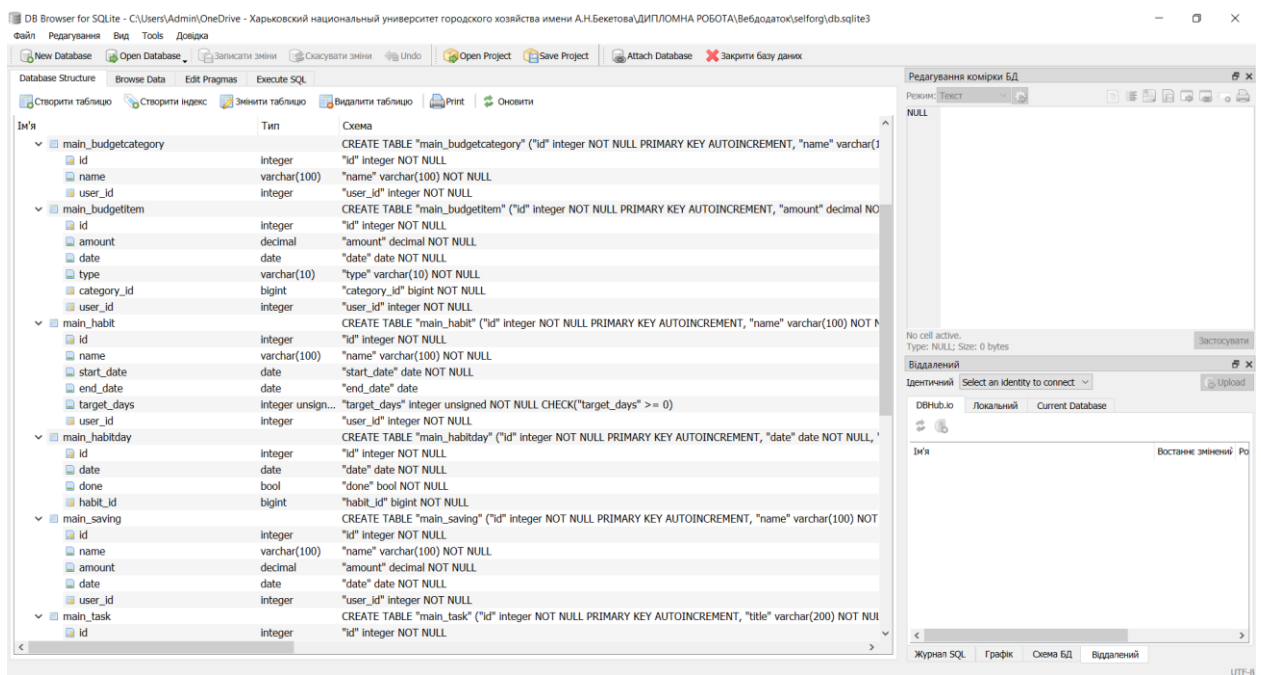 DB Browser for SQLite - C:\Users\Admin\OneDrive - Харьковский национальный университет городского хозяйства имени А.Н.Бекетова\ДИПЛОМНА РОБОТА\Вебдодаток\selforg\db.sqlite3
Файл Редагування Вид Tools Довідка
New Database Open Database Записати зміни Скасувати зміни Undo Open Project Save Project Attach Database Закрити базу даних
Database Structure Browse Data Edit Pragmas Execute SQL
Створити таблицю Створити індекс Змінити таблицю Видалити таблицю Print Оновити
Ім'я Тип Схема
main_budgetcategory CREATE TABLE "main_budgetcategory" ("id" integer NOT NULL PRIMARY KEY AUTOINCREMENT, "name" varchar(1
id integer "id" integer NOT NULL
name varchar(100) "name" varchar(100) NOT NULL
user_id integer "user_id" integer NOT NULL
main_budgetitem CREATE TABLE "main_budgetitem" ("id" integer NOT NULL PRIMARY KEY AUTOINCREMENT, "amount" decimal NO
id integer "id" integer NOT NULL
amount decimal "amount" decimal NOT NULL
date date "date" date NOT NULL
type varchar(10) "type" varchar(10) NOT NULL
category_id bigint "category_id" bigint NOT NULL
user_id integer "user_id" integer NOT NULL
main_habit CREATE TABLE "main_habit" ("id" integer NOT NULL PRIMARY KEY AUTOINCREMENT, "name" varchar(100) NOT N
id integer "id" integer NOT NULL
name varchar(100) "name" varchar(100) NOT NULL
start_date date "start_date" date NOT NULL
end_date date "end_date" date
target_days integer unsign... "target_days" integer unsigned NOT NULL CHECK("target_days" >= 0)
user_id integer "user_id" integer NOT NULL
main_habitday CREATE TABLE "main_habitday" ("id" integer NOT NULL PRIMARY KEY AUTOINCREMENT, "date" date NOT NULL, "
id integer "id" integer NOT NULL
date date "date" date NOT NULL
done bool "done" bool NOT NULL
habit_id bigint "habit_id" bigint NOT NULL
main_saving CREATE TABLE "main_saving" ("id" integer NOT NULL PRIMARY KEY AUTOINCREMENT, "name" varchar(100) NOT
id integer "id" integer NOT NULL
name varchar(100) "name" varchar(100) NOT NULL
amount decimal "amount" decimal NOT NULL
date date "date" date NOT NULL
user_id integer "user_id" integer NOT NULL
main_task CREATE TABLE "main_task" ("id" integer NOT NULL PRIMARY KEY AUTOINCREMENT, "title" varchar(200) NOT NUL
id integer "id" integer NOT NULL
Редагування комірки БД
Режим: Текст
NULL
No cell active.
Type: NULL; Size: 0 bytes
Застосувати
Віддалений
Ідентичний Select an identity to connect Upload
DBHub.io Локальний Current Database
Ім'я Востаннє змінений Ро
Журнал SQL Графік Схема БД Віддалений
UTF-8